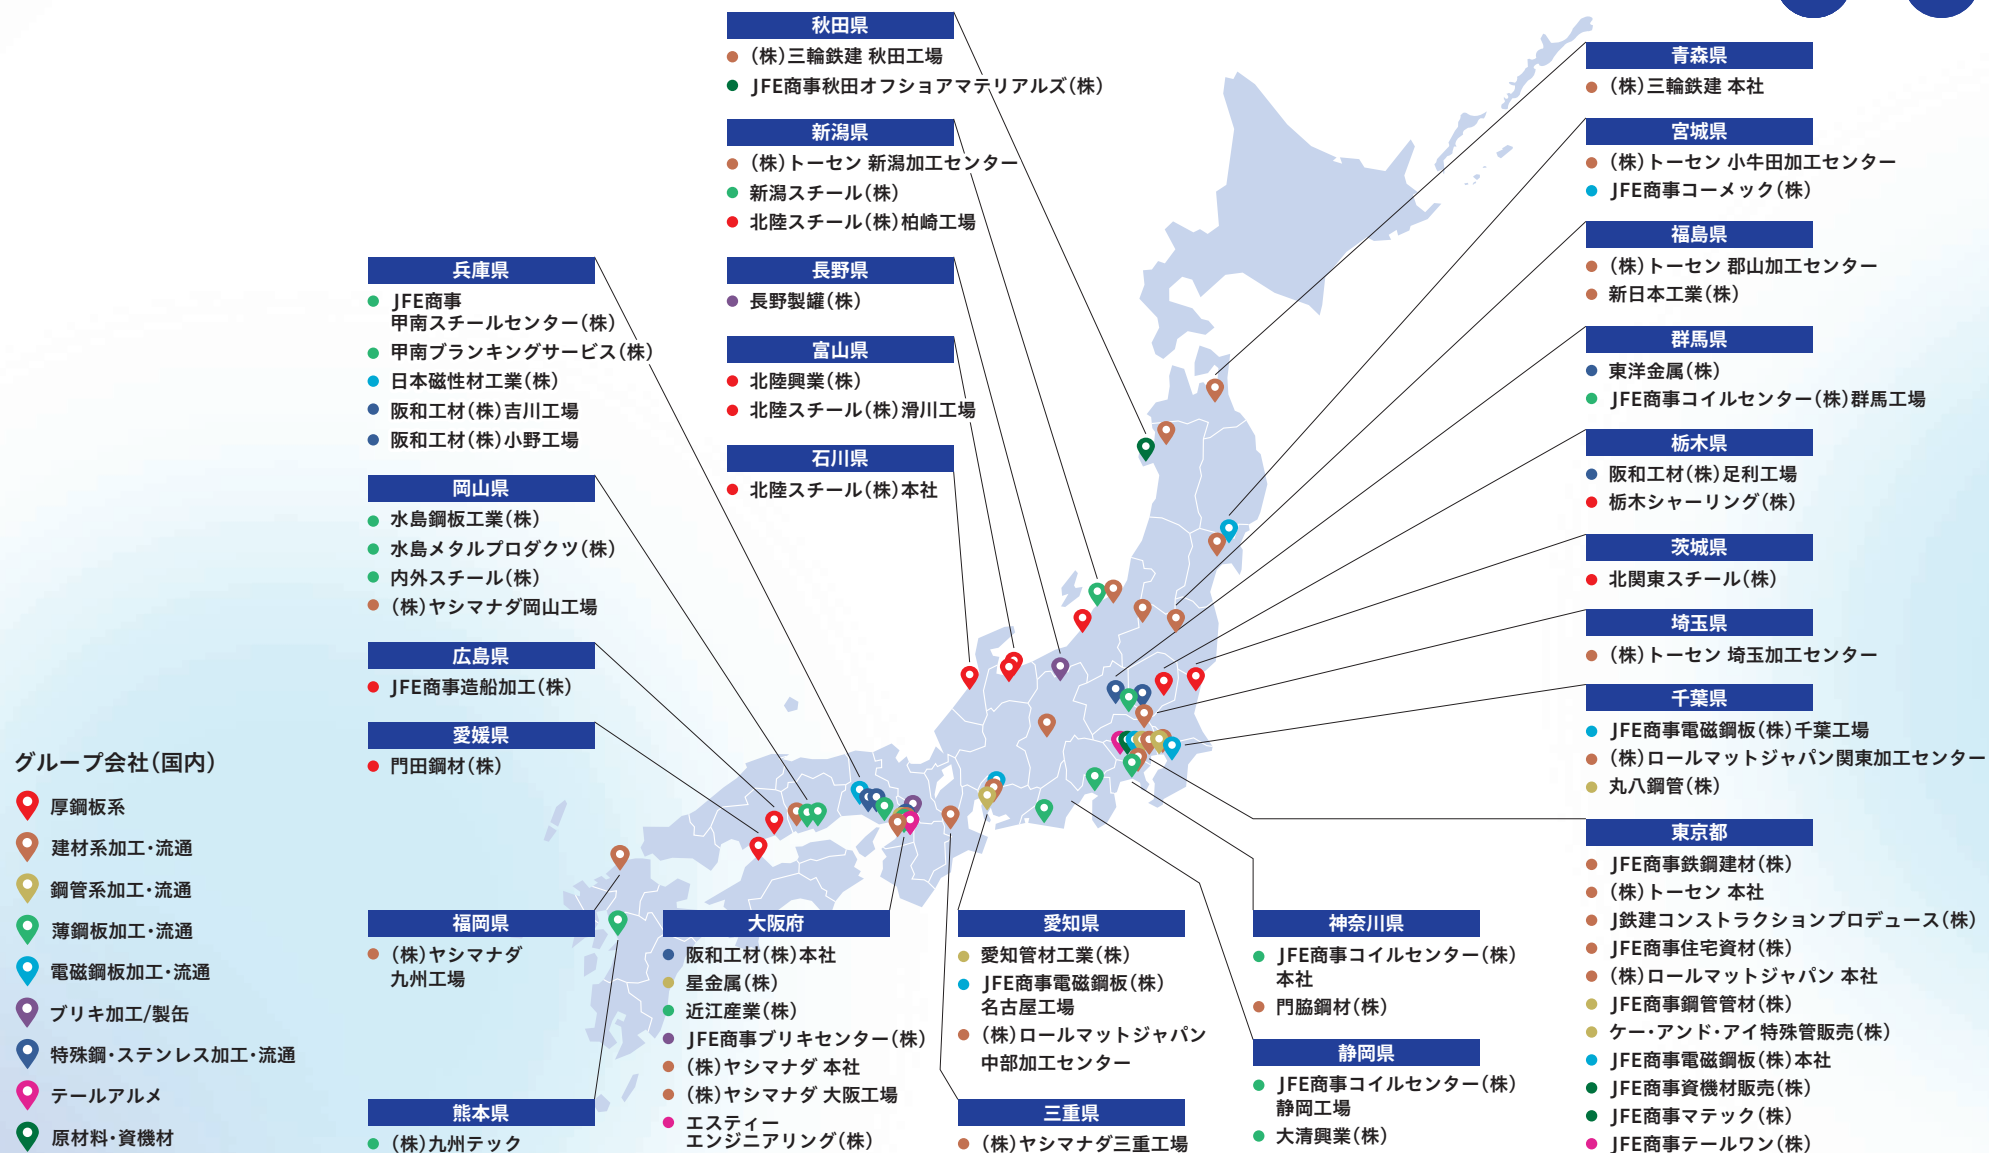 秋田県
(株)三輪鉄建 秋田工場
JFE商事秋田オフショアマテリアルズ(株)
新潟県
(株)トーセン 新潟加工センター
新潟スチール(株)
北陸スチール(株)柏崎工場
長野県
長野製罐(株)
富山県
北陸興業(株)
北陸スチール(株)滑川工場
石川県
北陸スチール(株)本社
兵庫県
JFE商事
甲南スチールセンター(株)
甲南ブランキングサービス(株)
日本磁性材工業(株)
阪和工材(株)吉川工場
阪和工材(株)小野工場
岡山県
水島鋼板工業(株)
水島メタルプロダクツ(株)
内外スチール(株)
(株)ヤシマナダ岡山工場
広島県
JFE商事造船加工(株)
愛媛県
門田鋼材(株)
グループ会社(国内)
厚鋼板系
建材系加工・流通
鋼管系加工・流通
薄鋼板加工・流通
電磁鋼板加工・流通
ブリキ加工/製缶
特殊鋼・ステンレス加工・流通
テールアルメ
原材料・資機材
福岡県
(株)ヤシマナダ
九州工場
熊本県
(株)九州テック
大阪府
阪和工材(株)本社
星金属(株)
近江産業(株)
JFE商事ブリキセンター(株)
(株)ヤシマナダ 本社
(株)ヤシマナダ 大阪工場
エスティー
エンジニアリング(株)
愛知県
愛知管材工業(株)
JFE商事電磁鋼板(株)
名古屋工場
(株)ロールマットジャパン
中部加工センター
三重県
(株)ヤシマナダ三重工場
神奈川県
JFE商事コイルセンター(株)
本社
門脇鋼材(株)
静岡県
JFE商事コイルセンター(株)
静岡工場
大清興業(株)
青森県
(株)三輪鉄建 本社
宮城県
(株)トーセン 小牛田加工センター
JFE商事コーメック(株)
福島県
(株)トーセン 郡山加工センター
新日本工業(株)
群馬県
東洋金属(株)
JFE商事コイルセンター(株)群馬工場
栃木県
阪和工材(株)足利工場
栃木シャーリング(株)
茨城県
北関東スチール(株)
埼玉県
(株)トーセン 埼玉加工センター
千葉県
JFE商事電磁鋼板(株)千葉工場
(株)ロールマットジャパン関東加工センター
丸八鋼管(株)
東京都
JFE商事鉄鋼建材(株)
(株)トーセン 本社
J鉄建コンストラクションプロデュース(株)
JFE商事住宅資材(株)
(株)ロールマットジャパン 本社
JFE商事鋼管管材(株)
ケー・アンド・アイ特殊管販売(株)
JFE商事電磁鋼板(株)本社
JFE商事資機材販売(株)
JFE商事マテック(株)
JFE商事テールワン(株)